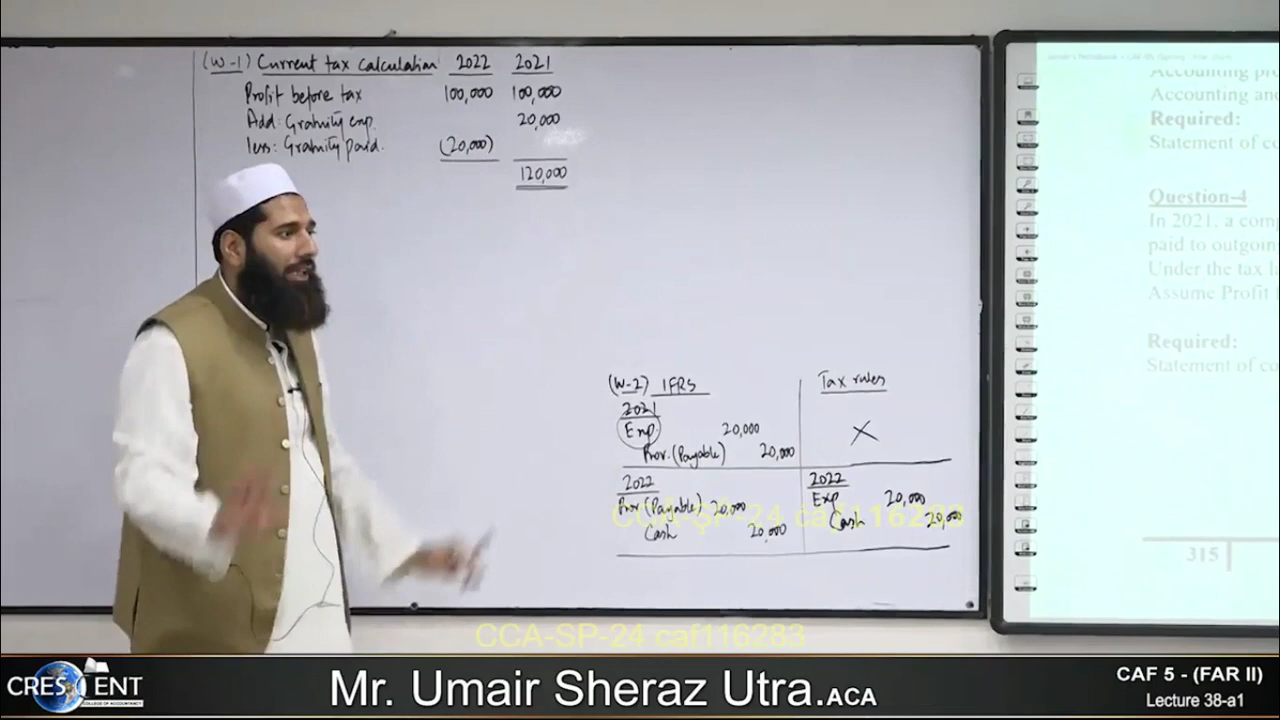 (W-1) Current tax calculation 2022 2021
Profit before tax 100,000 100,000
Add: Gratuity exp. 20,000
less: Gratuity paid. (20,000)
120,000
(W-2) IFRS
2021
Exp 20,000
Prov. (Payable) 20,000
2022
Prov (Payable) 20,000
Cash 20,000
Tax rules
X
2022
Exp 20,000
Cash 20,000
Accounting
Accounting and
Required:
Statement of
Question-4
In 2021, a
paid to
Under the tax
Assume Profit
Required:
Statement of
315
CCA-SP-24 caf116283
CCA-SP-24 caf116283
CRESCENT
COLLEGE OF ACCOUNTANCY
Mr. Umair Sheraz Utra.ACA
CAF 5 - (FAR II)
Lecture 38-a1